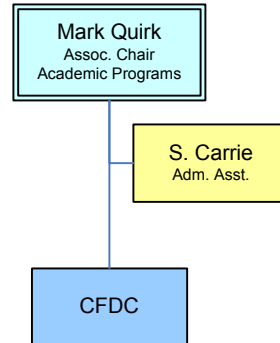 Mark Quirk
Assoc. Chair
Academic Programs
S. Carrie
Adm. Asst.
CFDC